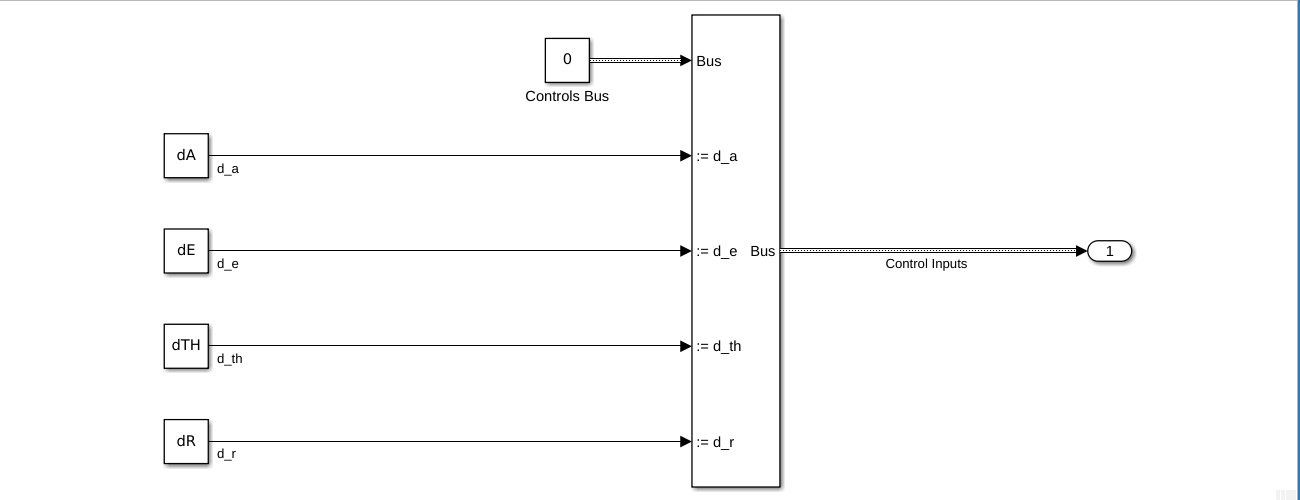 0
Bus
Controls Bus
dA
:= d_a
d_a
dE
:= d_e
Bus
1
d_e
Control Inputs
dTH
:= d_th
d_th
dR
:= d_r
d_r